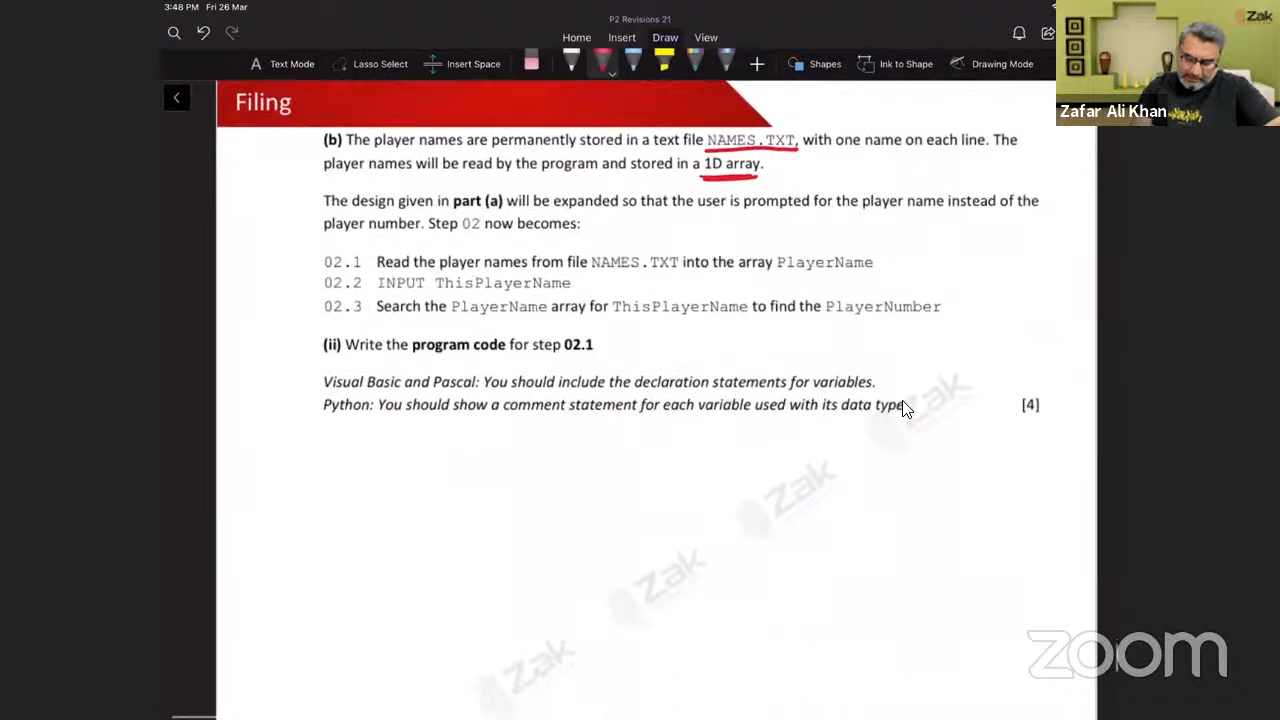 3:48 PM Fri 26 Mar
P2 Revisions 21
Home Insert Draw View
Text Mode Lasso Select Insert Space Shapes Ink to Shape Drawing Mode
Zak
Zafar Ali Khan
Filing
(b) The player names are permanently stored in a text file NAMES.TXT, with one name on each line. The
player names will be read by the program and stored in a 1D array.
The design given in part (a) will be expanded so that the user is prompted for the player name instead of the
player number. Step 02 now becomes:
02.1 Read the player names from file NAMES.TXT into the array PlayerName
02.2 INPUT ThisPlayerName
02.3 Search the PlayerName array for ThisPlayerName to find the PlayerNumber
(ii) Write the program code for step 02.1
Visual Basic and Pascal: You should include the declaration statements for variables.
Python: You should show a comment statement for each variable used with its data type
[4]
Zak
Zak
Zak
Zak
zoom